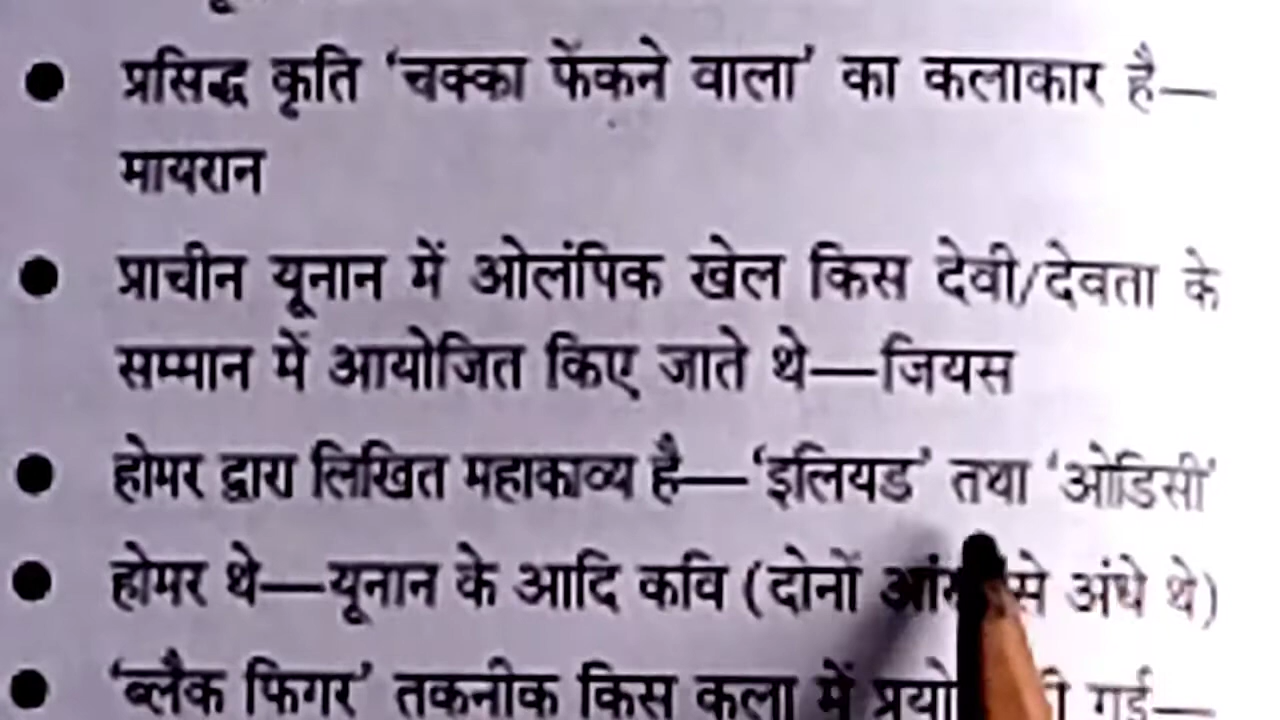 ● प्रसिद्ध कृति ‘चक्का फेंकने वाला’ का कलाकार है—
मायरान
● प्राचीन यूनान में ओलंपिक खेल किस देवी/देवता के
सम्मान में आयोजित किए जाते थे—जियस
● होमर द्वारा लिखित महाकाव्य है—‘इलियड’ तथा ‘ओडिसी’
● होमर थे—यूनान के आदि कवि (दोनों से अंधे थे)
● ‘ब्लैक फिगर’ तकनीक किस कला में गई—